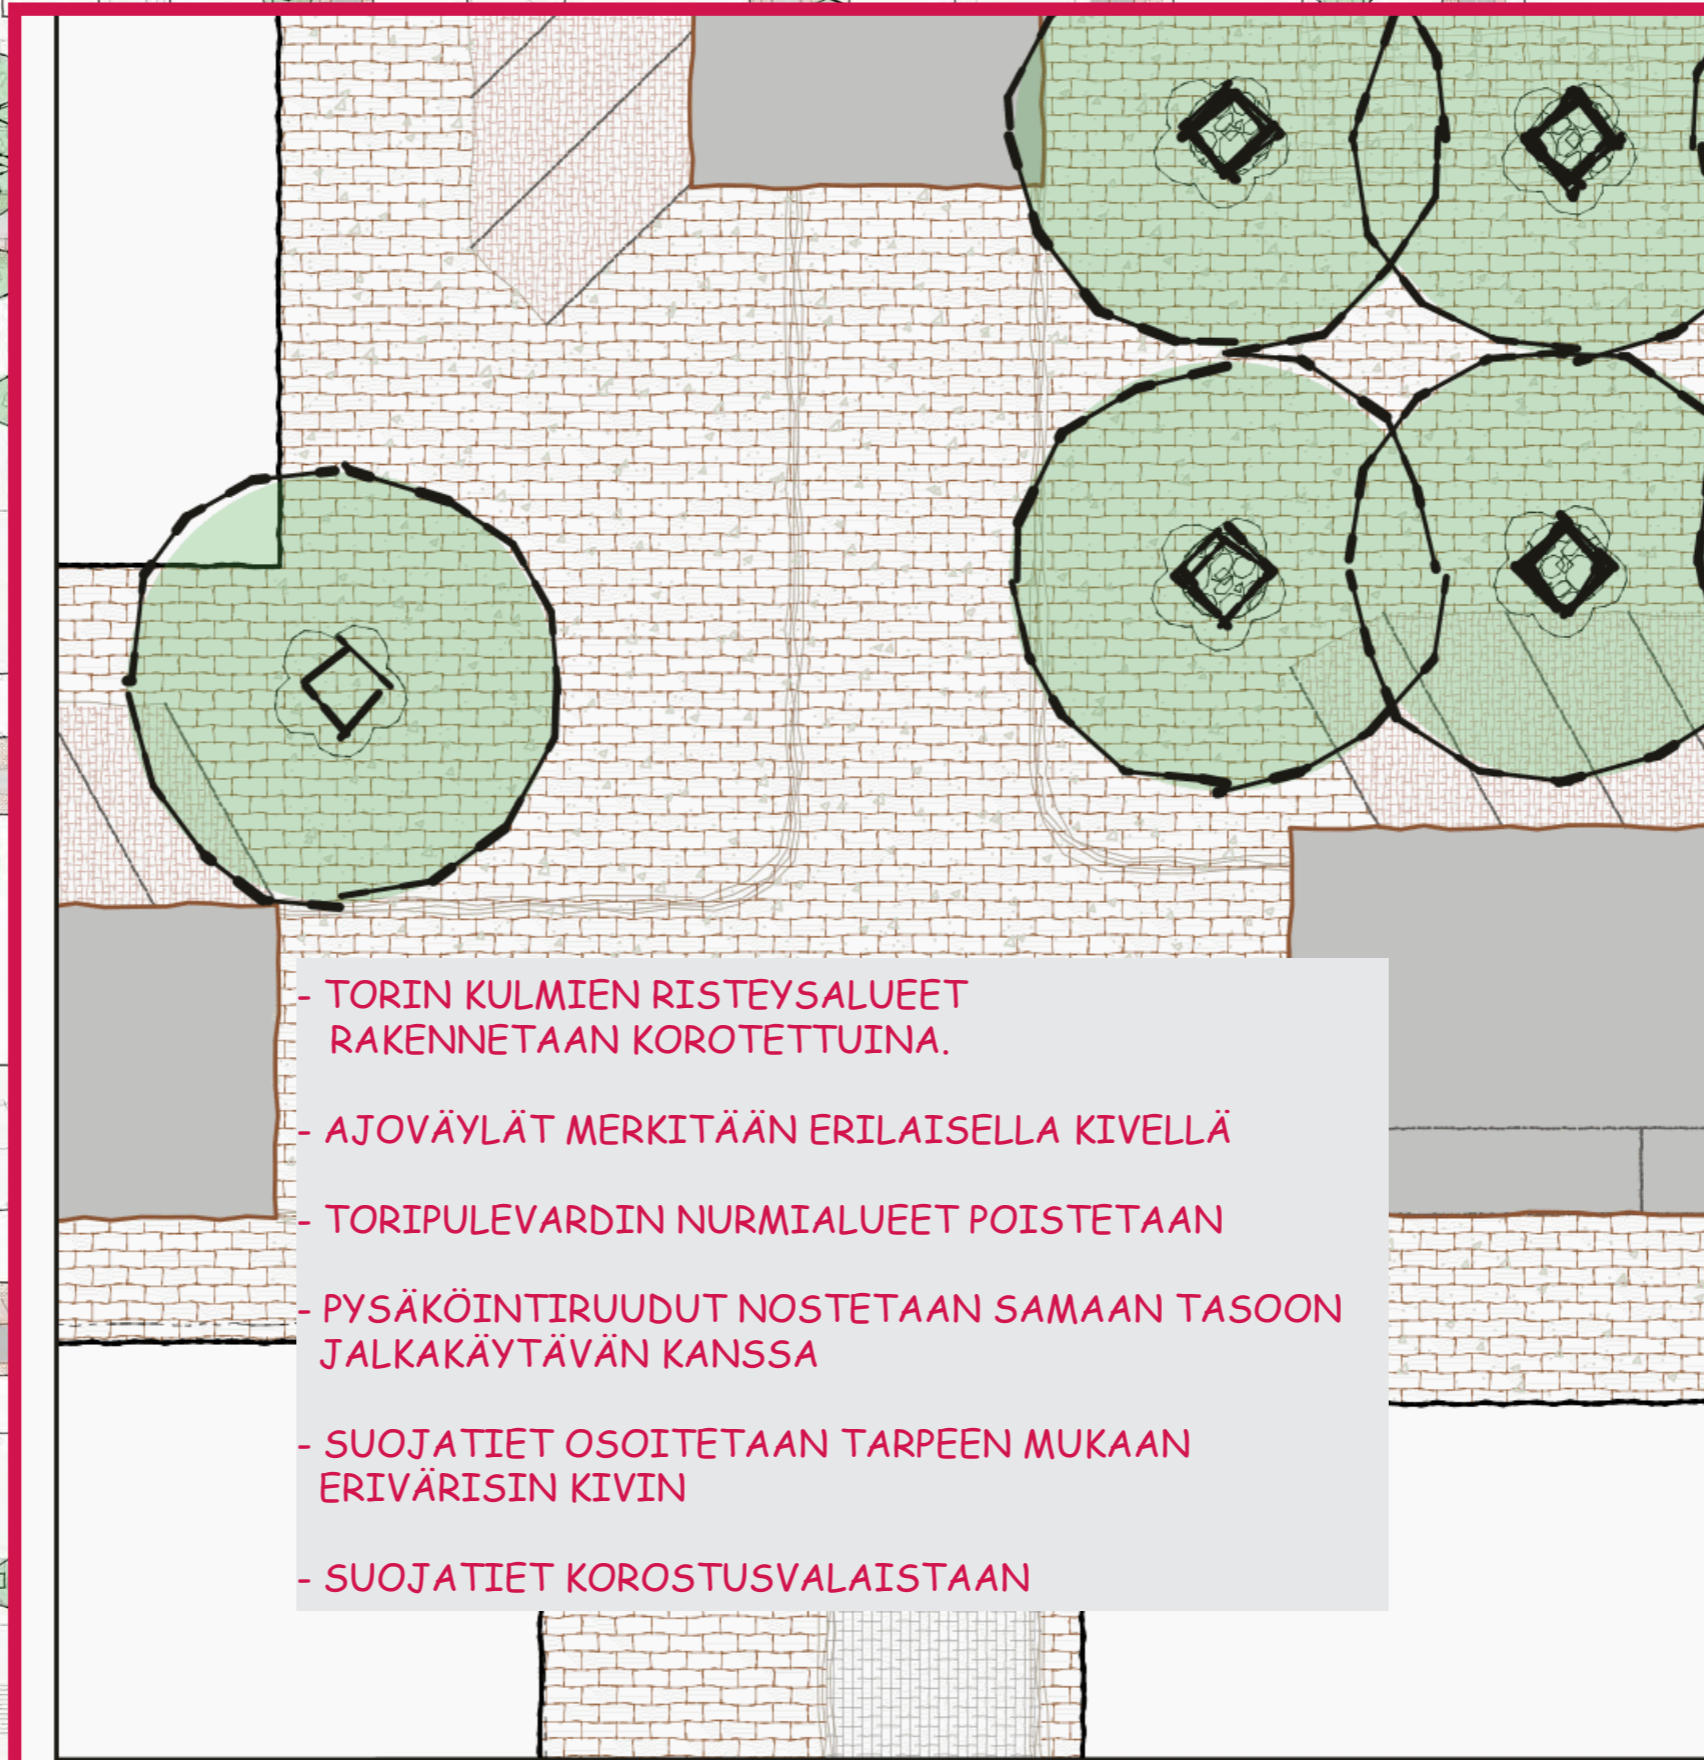 - TORIN KULMIEN RISTEYSALUEET
RAKENNETAAN KOROTETTUINA.
- AJOVÄYLÄT MERKITÄÄN ERILAISELLA KIVELLÄ
- TORIPULEVARDIN NURMIALUEET POISTETAAN
- PYSÄKÖINTIRUUDUT NOSTETAAN SAMAAN TASOON
JALKAKÄYTÄVÄN KANSSA
- SUOJATIET OSOITETAAN TARPEEN MUKAAN
ERIVÄRISIN KIVIN
- SUOJATIET KOROSTUSVALAISTAAN